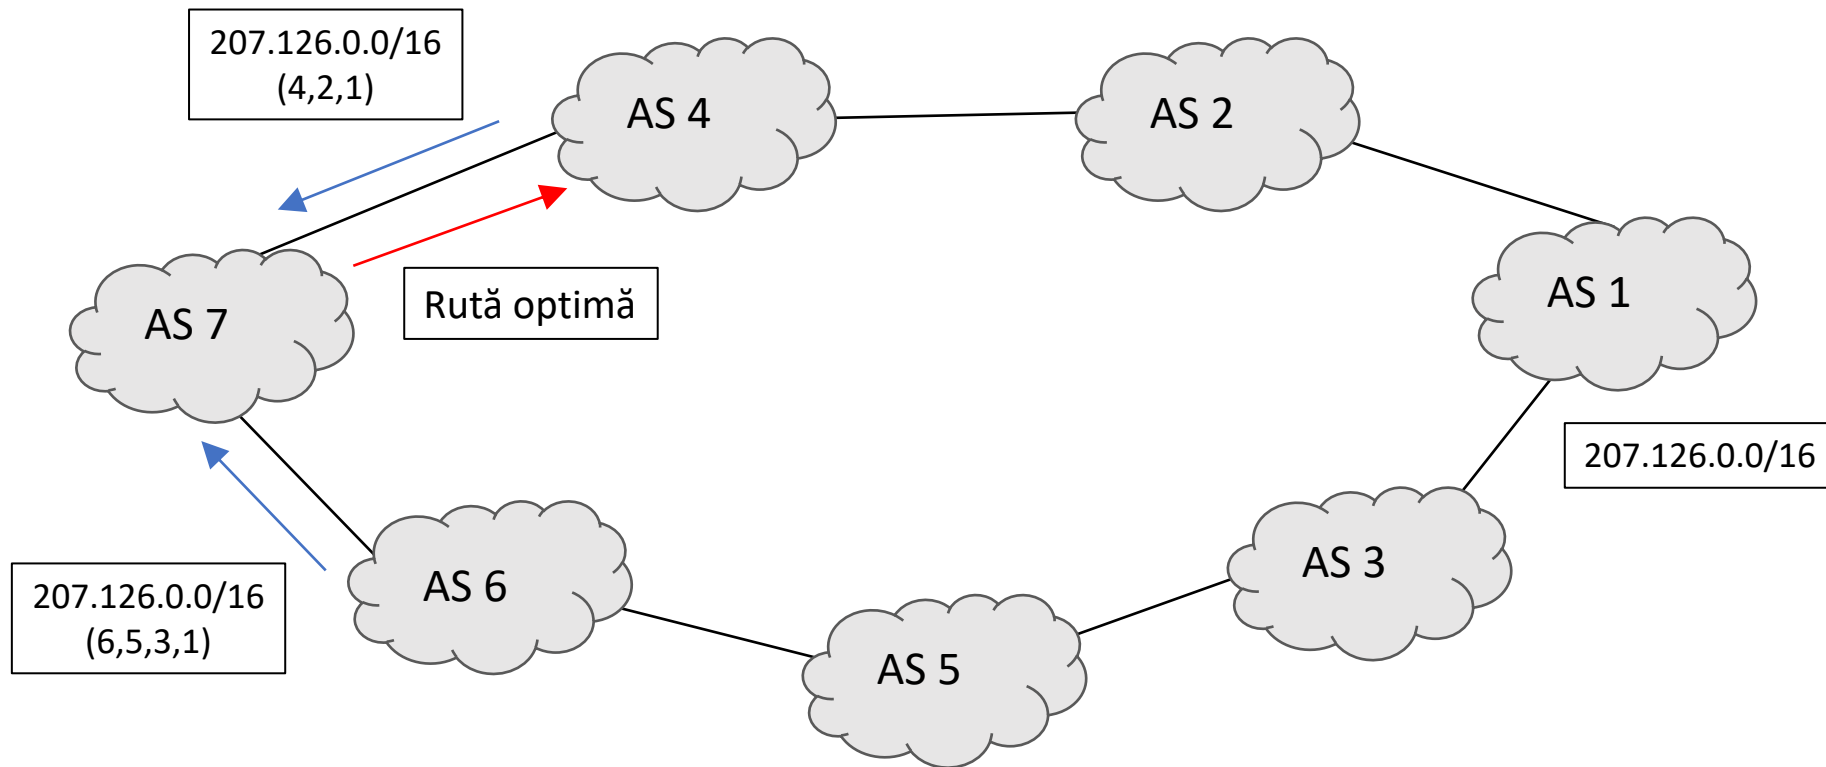 207.126.0.0/16
(4,2,1)
AS 4
AS 2
Rută optimă
AS 7
AS 1
207.126.0.0/16
AS 3
AS 6
207.126.0.0/16
(6,5,3,1)
AS 5